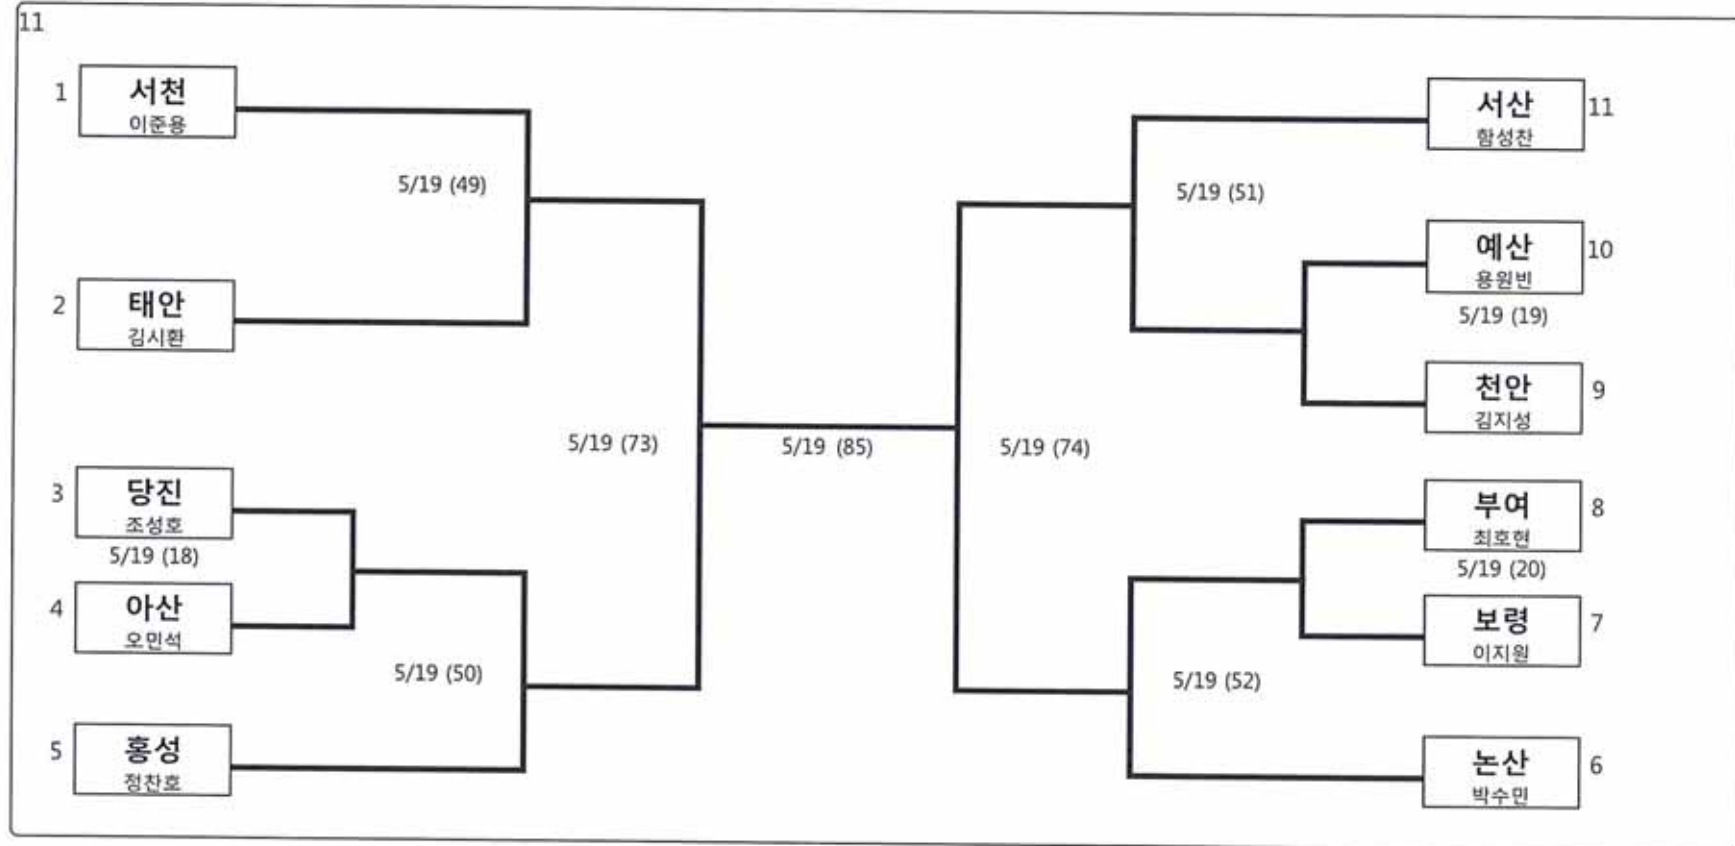 11
1
서천
이준용
5/19 (49)
2
태안
김시환
5/19 (73)
3
당진
조성호
5/19 (18)
4
아산
오민석
5/19 (50)
5
홍성
정찬호
5/19 (85)
서산
함성찬
11
5/19 (51)
예산
용원빈
10
5/19 (19)
천안
김지성
9
5/19 (74)
부여
최호현
8
5/19 (20)
보령
이지원
7
5/19 (52)
논산
박수민
6